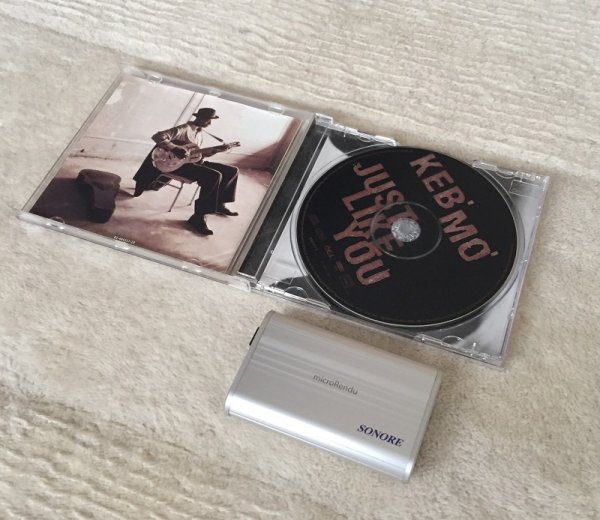 KEB' MO'
JUST
LIKE
YOU
microRendu
SONORE